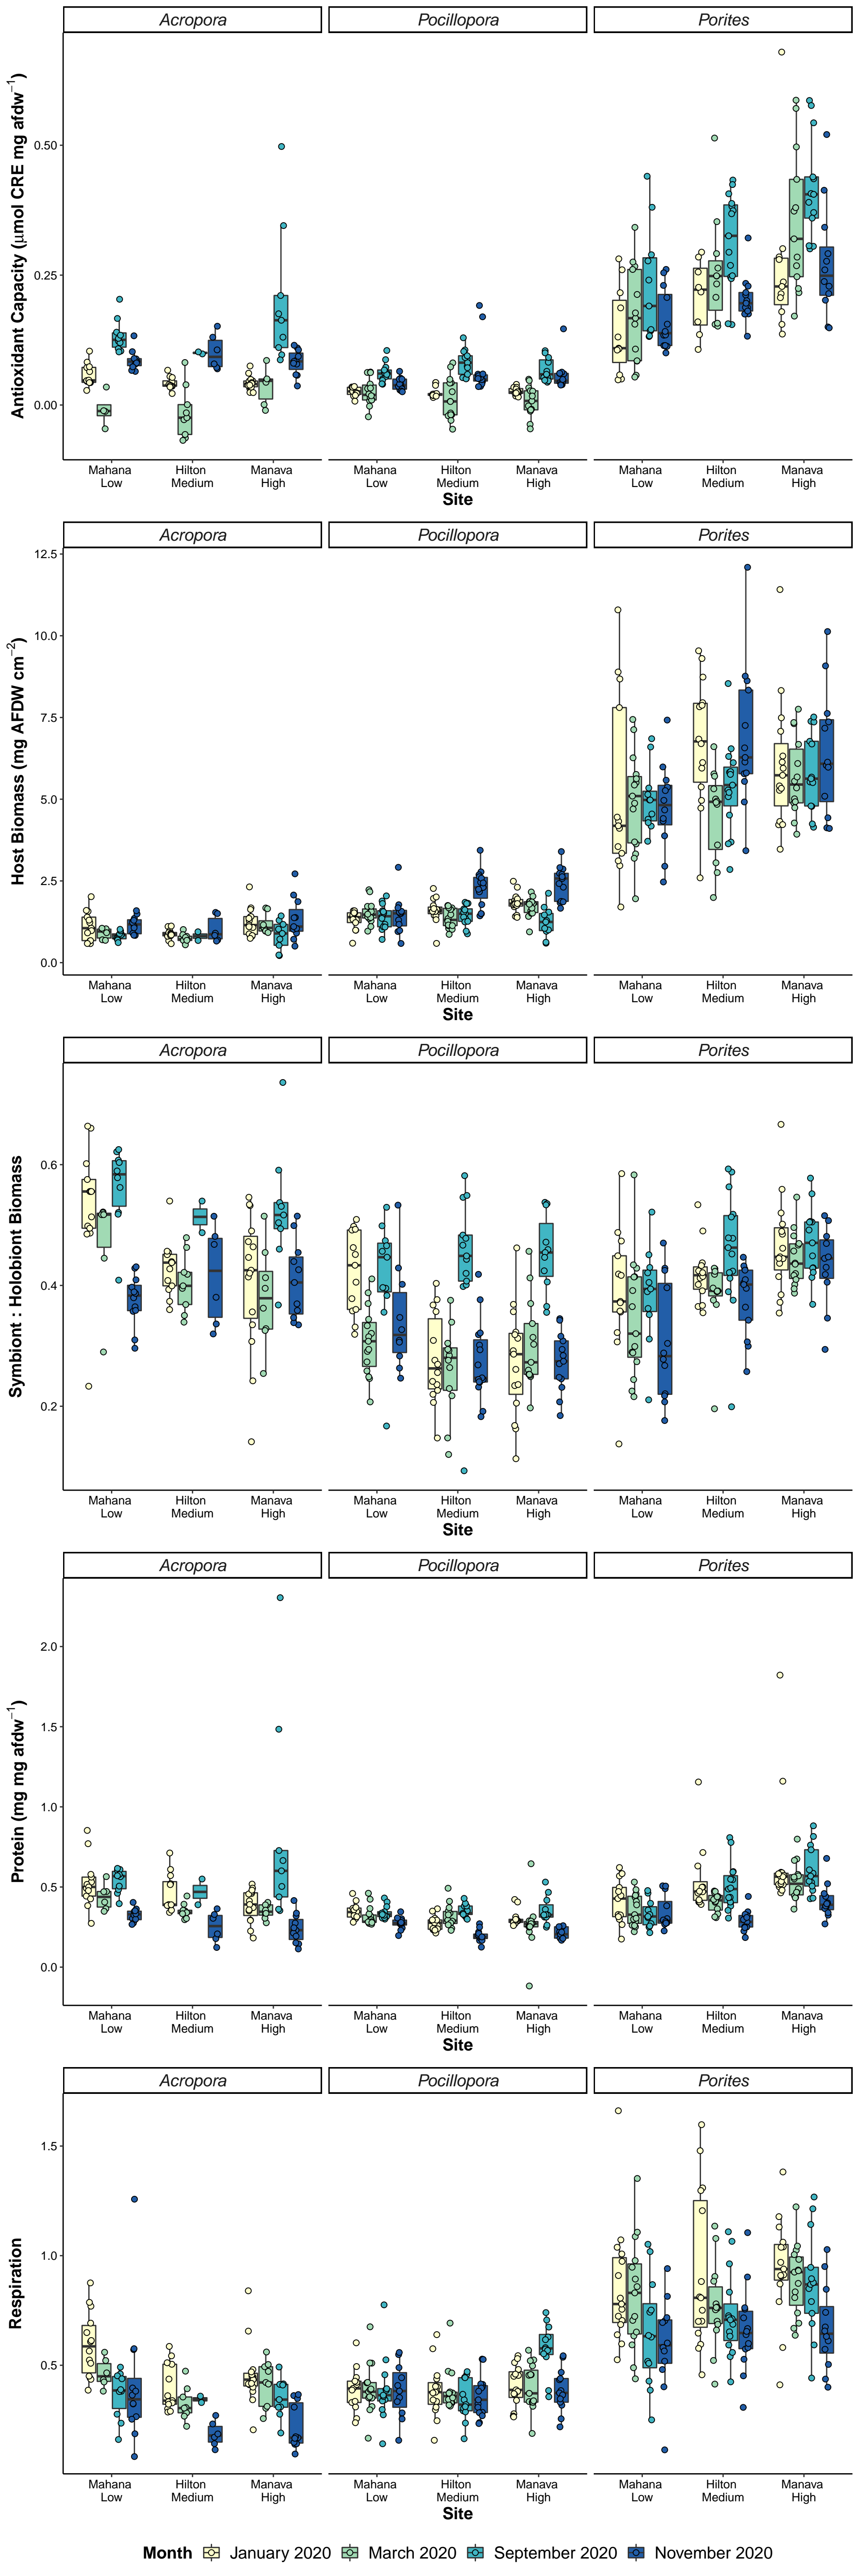 Acropora Pocillopora Porites
Antioxidant Capacity (μmol CRE mg afdw⁻¹)
0.50
0.25
0.00
Mahana Hilton Manava Mahana Hilton Manava Mahana Hilton Manava
Low Medium High Low Medium High Low Medium High
Site
Acropora Pocillopora Porites
Host Biomass (mg AFDW cm⁻²)
12.5
10.0
7.5
5.0
2.5
0.0
Mahana Hilton Manava Mahana Hilton Manava Mahana Hilton Manava
Low Medium High Low Medium High Low Medium High
Site
Acropora Pocillopora Porites
Symbiont : Holobiont Biomass
0.6
0.4
0.2
Mahana Hilton Manava Mahana Hilton Manava Mahana Hilton Manava
Low Medium High Low Medium High Low Medium High
Site
Acropora Pocillopora Porites
Protein (mg mg afdw⁻¹)
2.0
1.5
1.0
0.5
0.0
Mahana Hilton Manava Mahana Hilton Manava Mahana Hilton Manava
Low Medium High Low Medium High Low Medium High
Site
Acropora Pocillopora Porites
Respiration
1.5
1.0
0.5
Mahana Hilton Manava Mahana Hilton Manava Mahana Hilton Manava
Low Medium High Low Medium High Low Medium High
Site
Month January 2020 March 2020 September 2020 November 2020